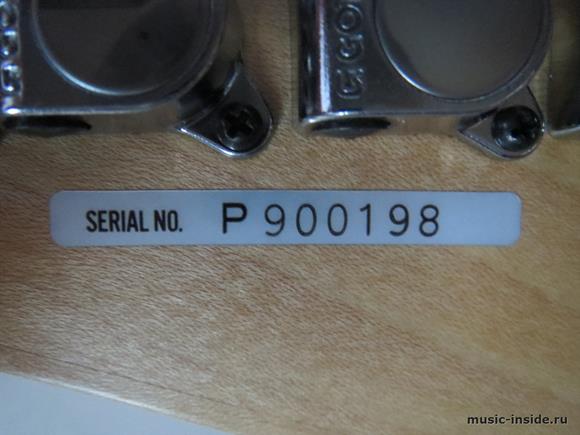 SERIAL NO. P900198
music-inside.ru